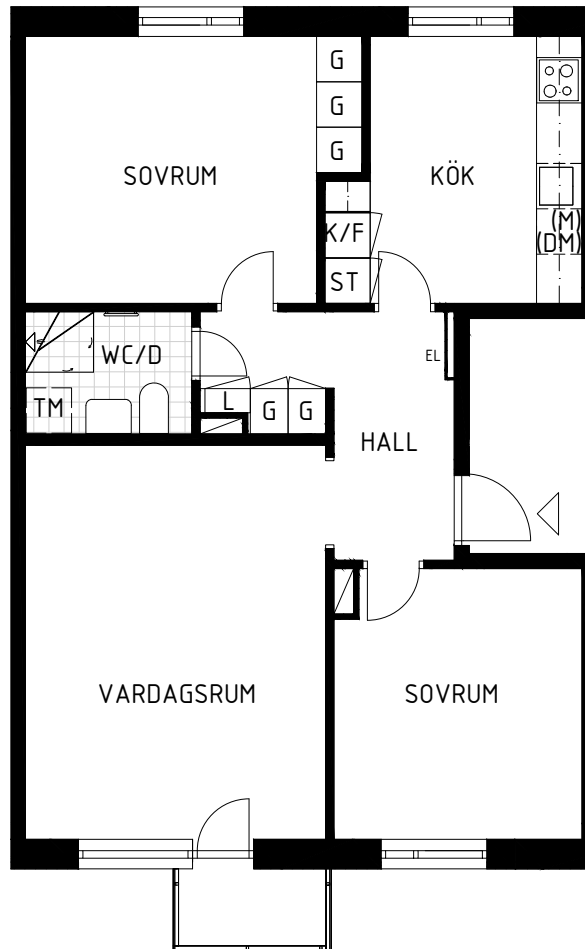 G
G
SOVRUM
G
KÖK
(M)
K/F
(DM)
ST
WC/D
EL
TM
L
G
G
HALL
VARDAGSRUM
SOVRUM